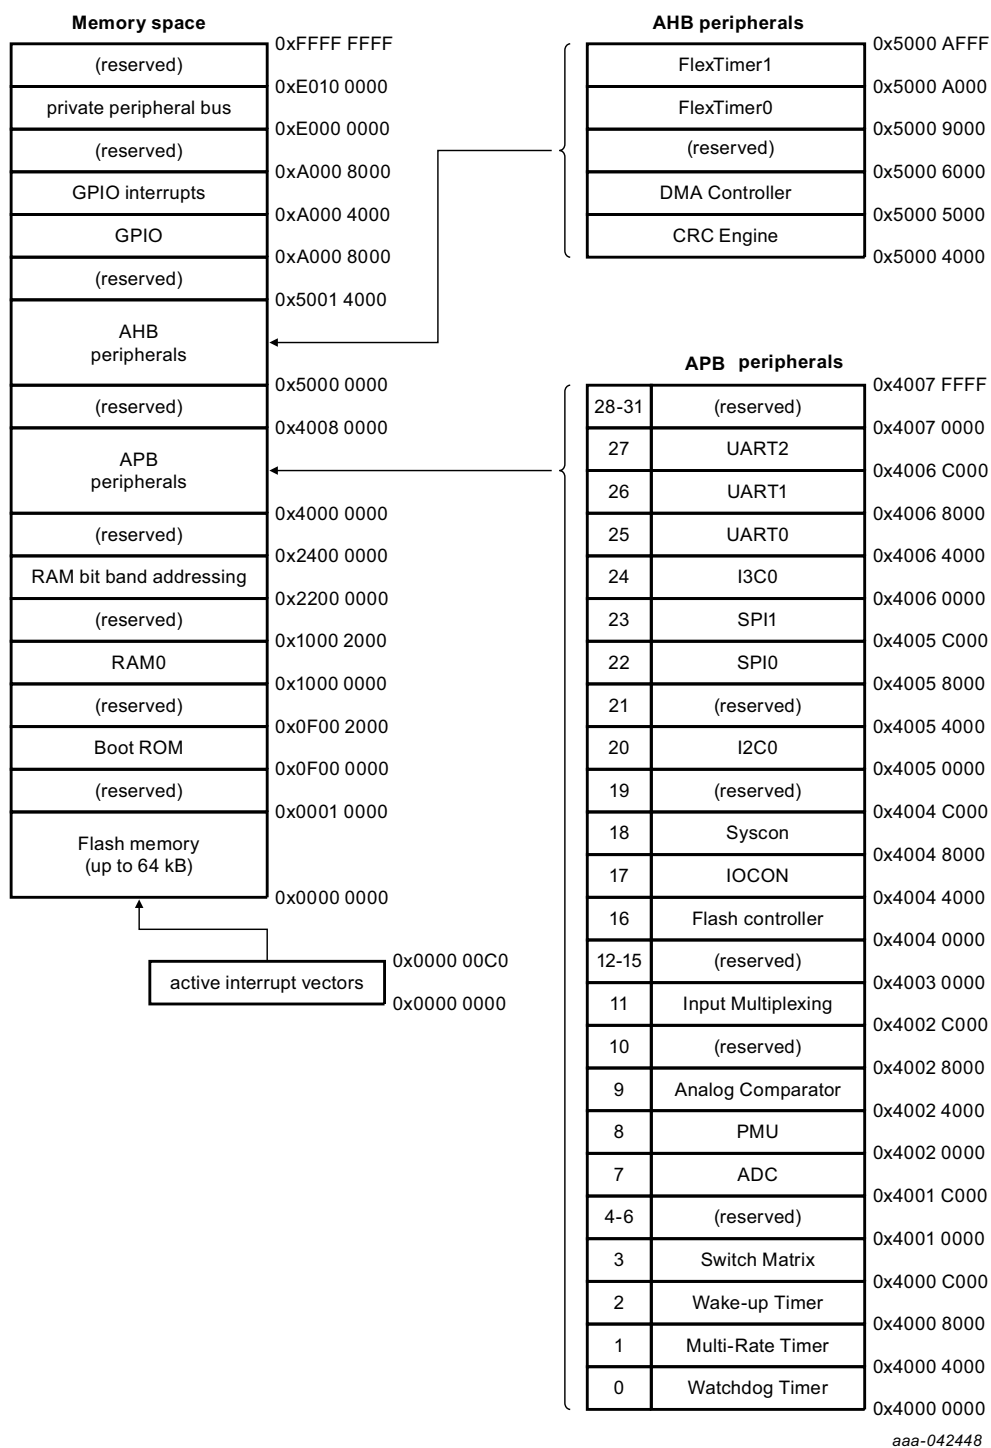 Memory space
0xFFFF FFFF
(reserved)
0xE010 0000
private peripheral bus
0xE000 0000
(reserved)
0xA000 8000
GPIO interrupts
0xA000 4000
GPIO
0xA000 8000
(reserved)
0x5001 4000
AHB
peripherals
0x5000 0000
(reserved)
0x4008 0000
APB
peripherals
0x4000 0000
(reserved)
0x2400 0000
RAM bit band addressing
0x2200 0000
(reserved)
0x1000 2000
RAM0
0x1000 0000
(reserved)
0x0F00 2000
Boot ROM
0x0F00 0000
(reserved)
0x0001 0000
Flash memory
(up to 64 kB)
0x0000 0000
0x0000 00C0
active interrupt vectors
0x0000 0000
AHB peripherals
0x5000 AFFF
FlexTimer1
0x5000 A000
FlexTimer0
0x5000 9000
(reserved)
0x5000 6000
DMA Controller
0x5000 5000
CRC Engine
0x5000 4000
APB peripherals
0x4007 FFFF
28-31 (reserved)
0x4007 0000
27 UART2
0x4006 C000
26 UART1
0x4006 8000
25 UART0
0x4006 4000
24 I3C0
0x4006 0000
23 SPI1
0x4005 C000
22 SPI0
0x4005 8000
21 (reserved)
0x4005 4000
20 I2C0
0x4005 0000
19 (reserved)
0x4004 C000
18 Syscon
0x4004 8000
17 IOCON
0x4004 4000
16 Flash controller
0x4004 0000
12-15 (reserved)
0x4003 0000
11 Input Multiplexing
0x4002 C000
10 (reserved)
0x4002 8000
9 Analog Comparator
0x4002 4000
8 PMU
0x4002 0000
7 ADC
0x4001 C000
4-6 (reserved)
0x4001 0000
3 Switch Matrix
0x4000 C000
2 Wake-up Timer
0x4000 8000
1 Multi-Rate Timer
0x4000 4000
0 Watchdog Timer
0x4000 0000
aaa-042448